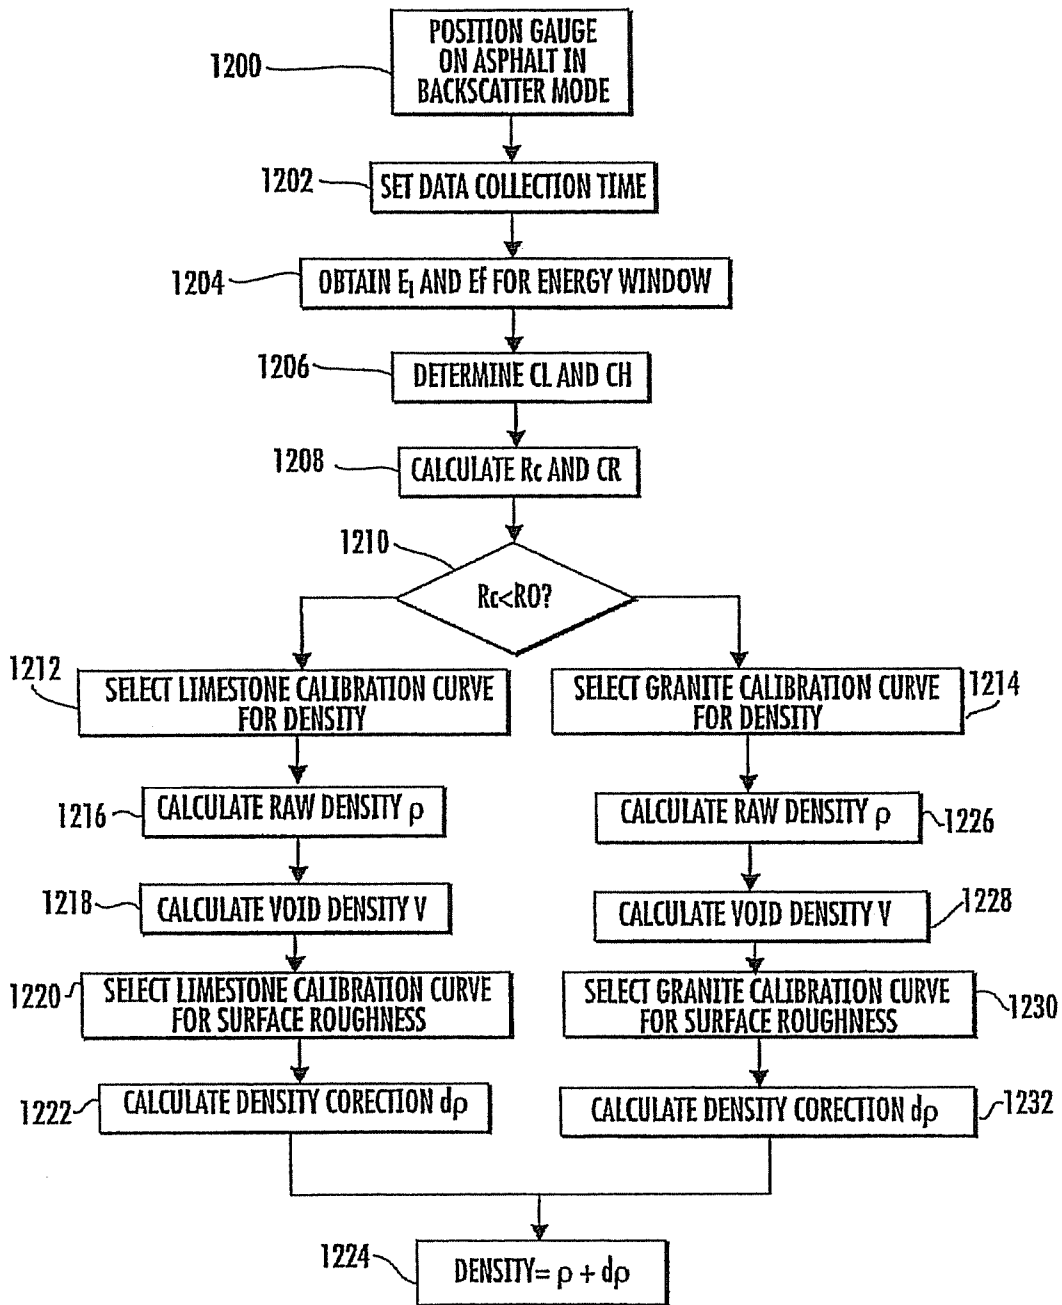 1200
POSITION GAUGE
ON ASPHALT IN
BACKSCATTER MODE
1202
SET DATA COLLECTION TIME
1204
OBTAIN E₁ AND Ef FOR ENERGY WINDOW
1206
DETERMINE CL AND CH
1208
CALCULATE Rc AND CR
1210
Rc<RO?
1212
SELECT LIMESTONE CALIBRATION CURVE
FOR DENSITY
SELECT GRANITE CALIBRATION CURVE
FOR DENSITY
1214
1216
CALCULATE RAW DENSITY ρ
CALCULATE RAW DENSITY ρ
1226
1218
CALCULATE VOID DENSITY V
CALCULATE VOID DENSITY V
1228
1220
SELECT LIMESTONE CALIBRATION CURVE
FOR SURFACE ROUGHNESS
SELECT GRANITE CALIBRATION CURVE
FOR SURFACE ROUGHNESS
1230
1222
CALCULATE DENSITY CORECTION dρ
CALCULATE DENSITY CORECTION dρ
1232
1224
DENSITY= ρ + dρ